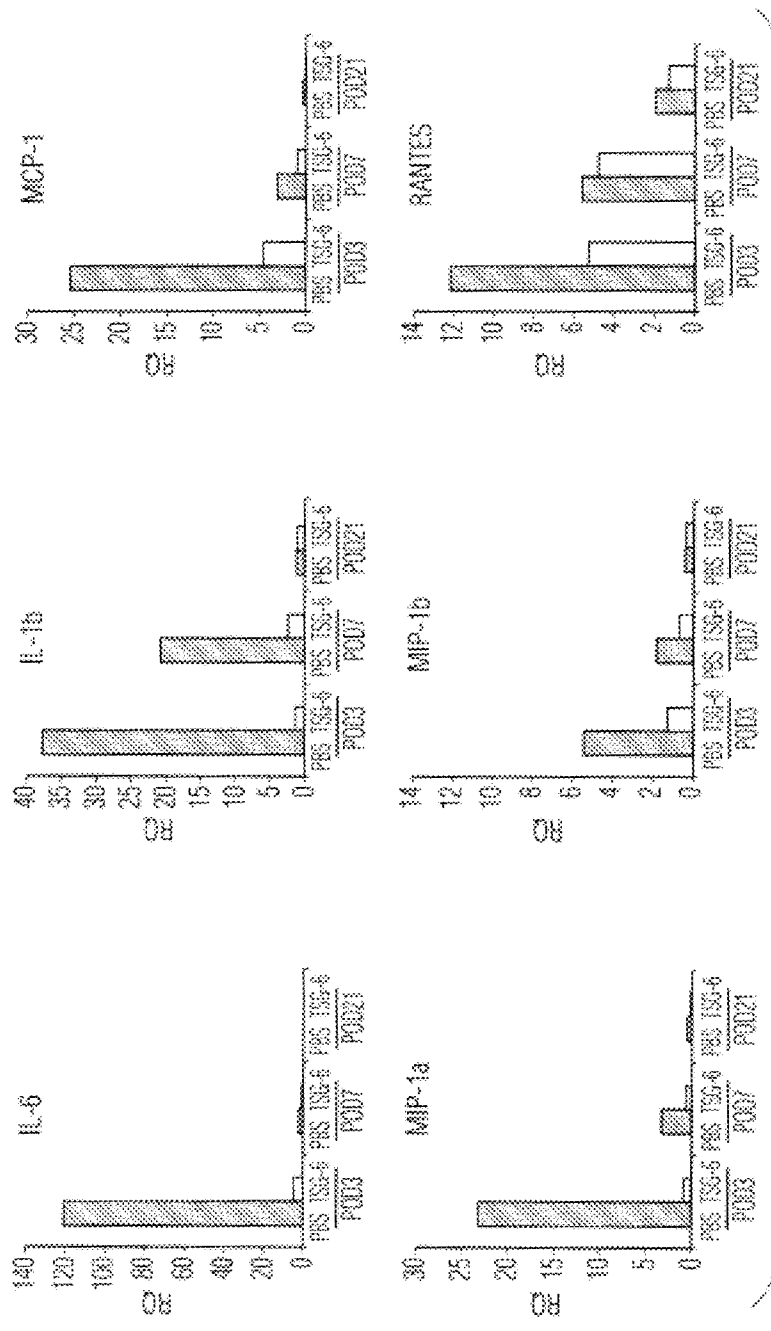 IL-6
RQ
140
120
100
80
60
40
20
0
PBS TSG-6 PBS TSG-6 PBS TSG-6
POD3 POD7 POD21
IL-1b
RQ
40
35
30
25
20
15
10
5
0
PBS TSG-6 PBS TSG-6 PBS TSG-6
POD3 POD7 POD21
MCP-1
RQ
30
25
20
15
10
5
0
PBS TSG-6 PBS TSG-6 PBS TSG-6
POD3 POD7 POD21
MIP-1a
RQ
30
25
20
15
10
5
0
PBS TSG-6 PBS TSG-6 PBS TSG-6
POD3 POD7 POD21
MIP-1b
RQ
14
12
10
8
6
4
2
0
PBS TSG-6 PBS TSG-6 PBS TSG-6
POD3 POD7 POD21
RANTES
RQ
14
12
10
8
6
4
2
0
PBS TSG-6 PBS TSG-6 PBS TSG-6
POD3 POD7 POD21